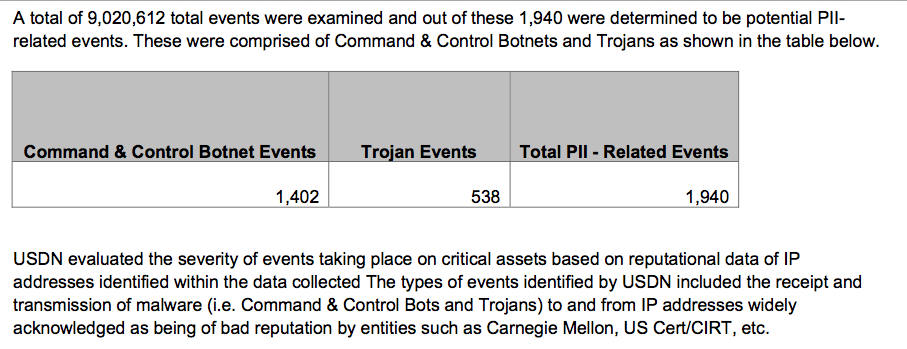 A total of 9,020,612 total events were examined and out of these 1,940 were determined to be potential PII-
related events. These were comprised of Command & Control Botnets and Trojans as shown in the table below.
Command & Control Botnet Events Trojan Events Total PII - Related Events
1,402 538 1,940
USDN evaluated the severity of events taking place on critical assets based on reputational data of IP
addresses identified within the data collected The types of events identified by USDN included the receipt and
transmission of malware (i.e. Command & Control Bots and Trojans) to and from IP addresses widely
acknowledged as being of bad reputation by entities such as Carnegie Mellon, US Cert/CIRT, etc.